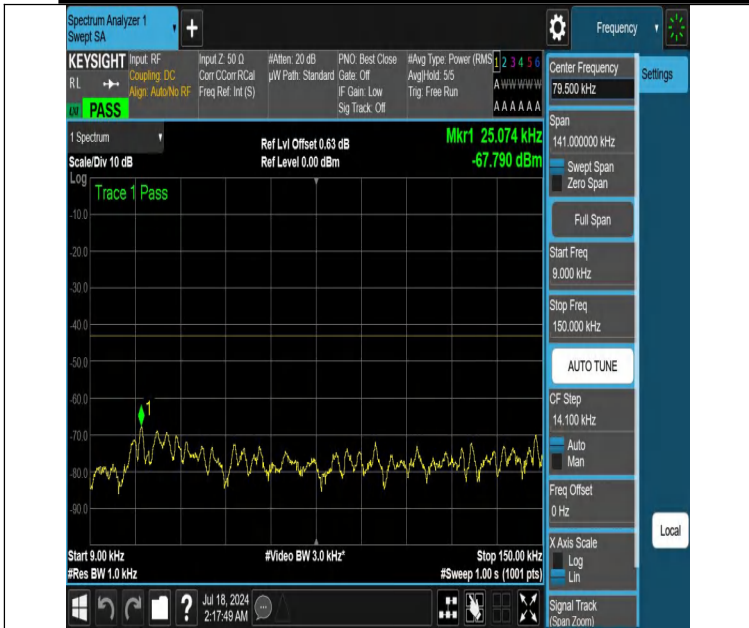 Spectrum Analyzer 1
Swept SA
Frequency
KEYSIGHT
RL
PASS
Input: RF
Coupling: DC
Align: Auto/No RF
Input Z: 50 Ω
Corr CCorr RCal
Freq Ref: Int (S)
#Atten: 20 dB
µW Path: Standard
PNO: Best Close
Gate: Off
IF Gain: Low
Sig Track: Off
#Avg Type: Power (RMS
Avg|Hold: 5/5
Trig: Free Run
1 2 3 4 5 6
A W W W W W
A A A A A A
Center Frequency
79.500 kHz
Settings
1 Spectrum
Scale/Div 10 dB
Ref Lvl Offset 0.63 dB
Ref Level 0.00 dBm
Mkr1 25.074 kHz
-67.790 dBm
Log
Trace 1 Pass
-10.0
-20.0
-30.0
-40.0
-50.0
-60.0
-70.0
-80.0
-90.0
1
Start 9.00 kHz
#Res BW 1.0 kHz
#Video BW 3.0 kHz*
Stop 150.00 kHz
#Sweep 1.00 s (1001 pts)
Span
141.000000 kHz
Swept Span
Zero Span
Full Span
Start Freq
9.000 kHz
Stop Freq
150.000 kHz
AUTO TUNE
CF Step
14.100 kHz
Auto
Man
Freq Offset
0 Hz
X Axis Scale
Log
Lin
Local
Signal Track
(Span Zoom)
?
Jul 18, 2024
2:17:49 AM